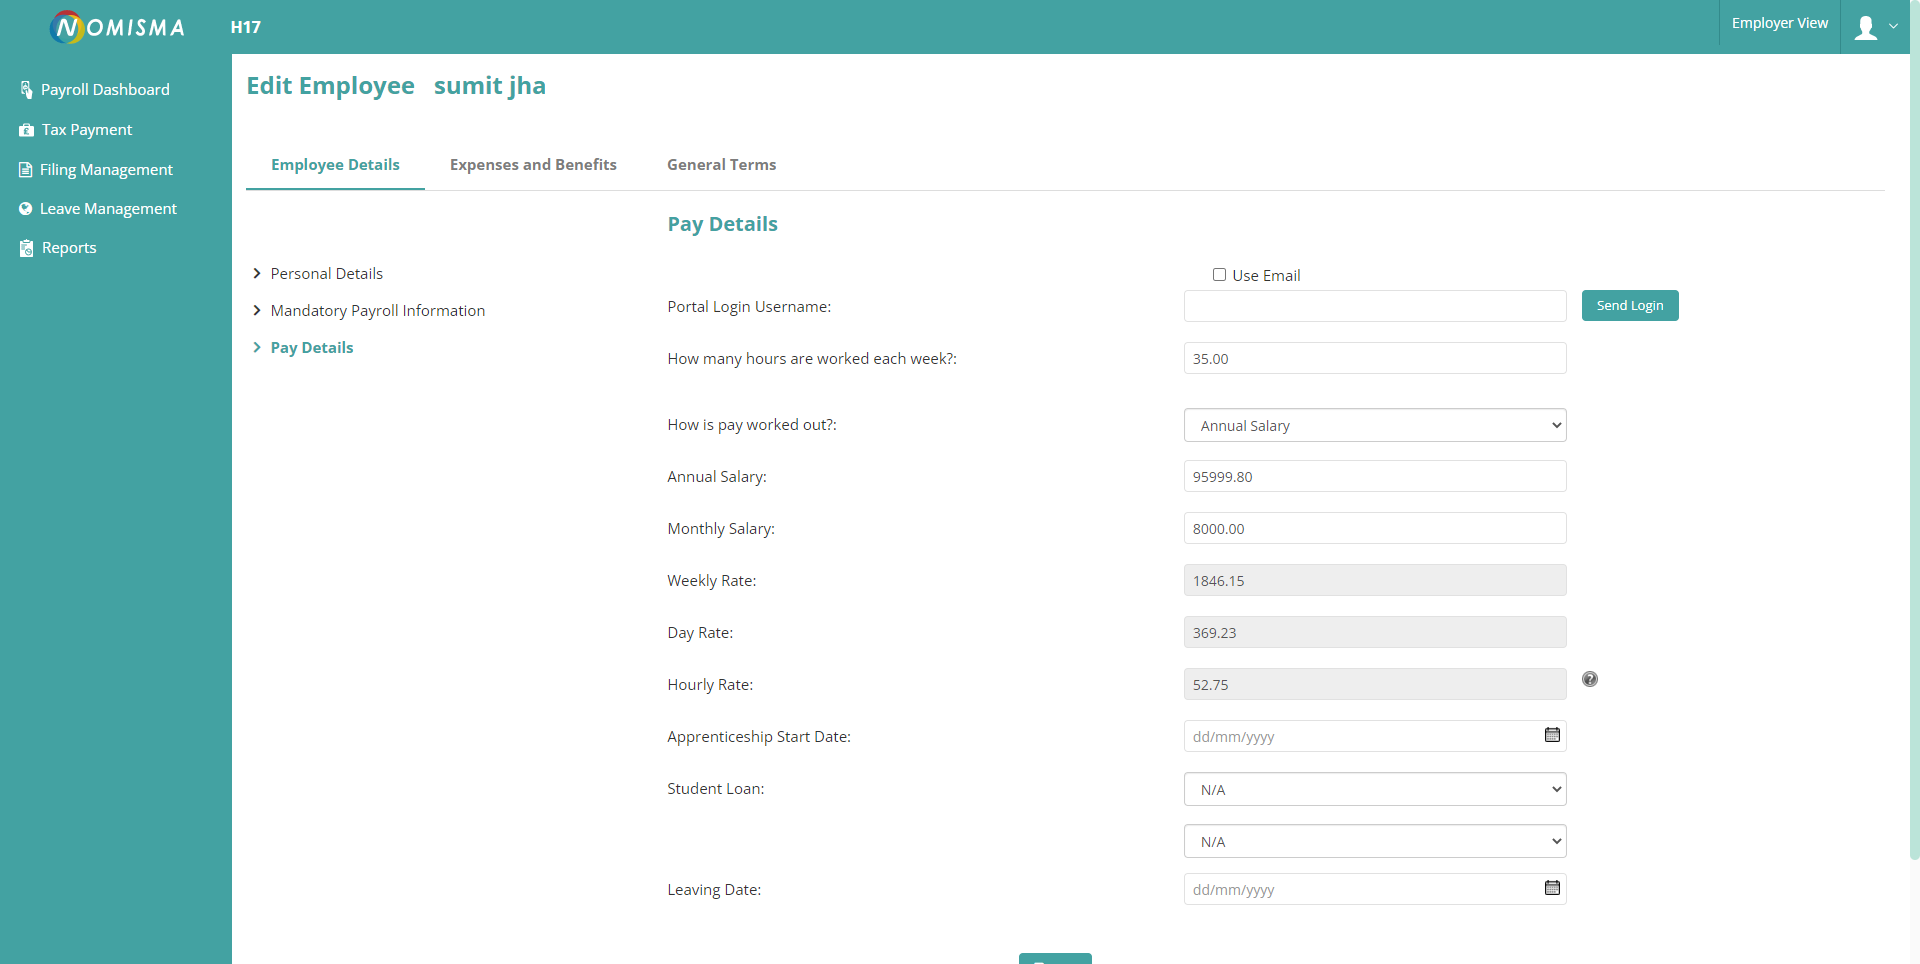 NOMISMA
H17
Employer View
Payroll Dashboard
Tax Payment
Filing Management
Leave Management
Reports
Edit Employee sumit jha
Employee Details
Expenses and Benefits
General Terms
Personal Details
Mandatory Payroll Information
Pay Details
Pay Details
Use Email
Portal Login Username:
Send Login
How many hours are worked each week?:
35.00
How is pay worked out?:
Annual Salary
Annual Salary:
95999.80
Monthly Salary:
8000.00
Weekly Rate:
1846.15
Day Rate:
369.23
Hourly Rate:
52.75
?
Apprenticeship Start Date:
dd/mm/yyyy
Student Loan:
N/A
N/A
Leaving Date:
dd/mm/yyyy